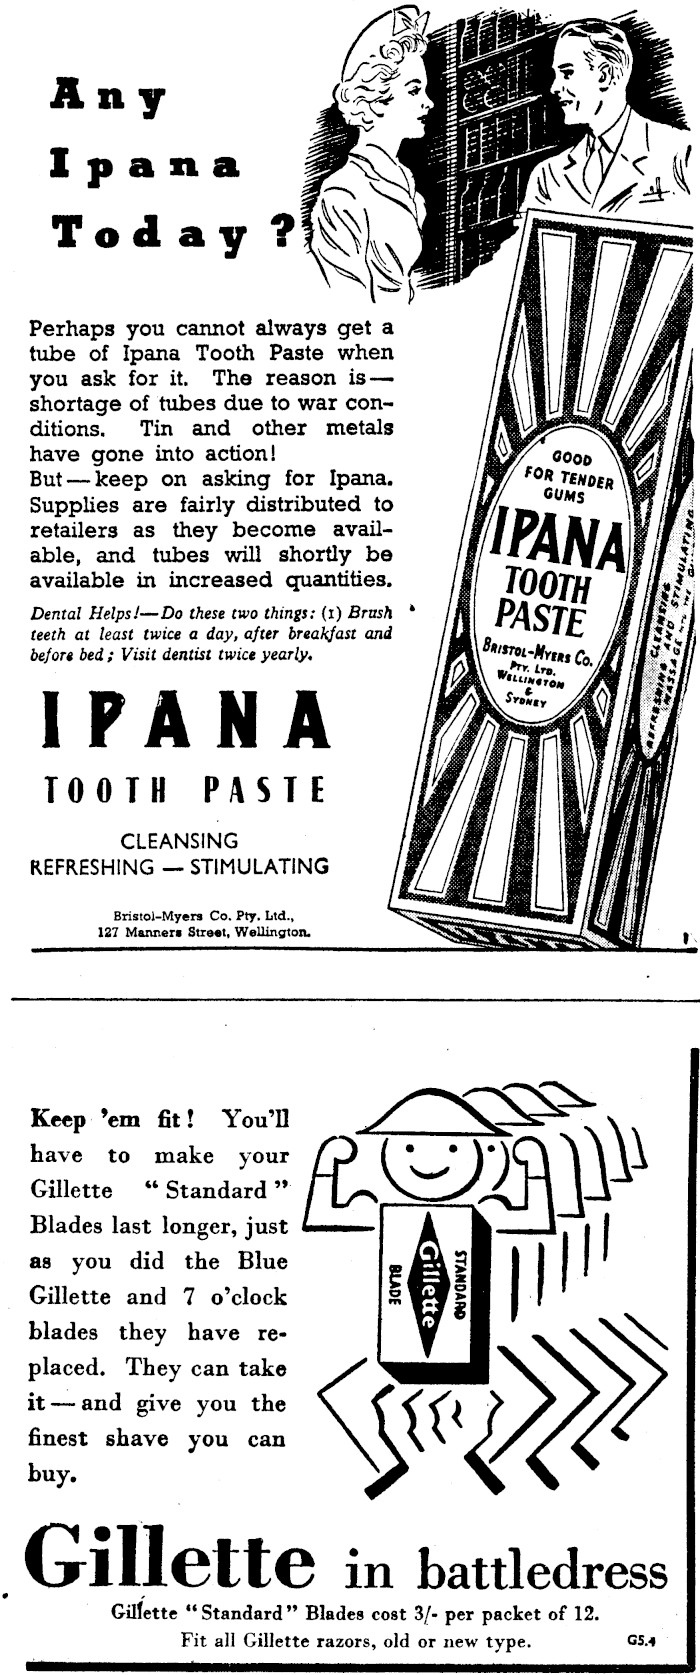 Any
Ipana
Today?
Perhaps you cannot always get a
tube of Ipana Tooth Paste when
you ask for it. The reason is—
shortage of tubes due to war con-
ditions. Tin and other metals
have gone into action!
But—keep on asking for Ipana.
Supplies are fairly distributed to
retailers as they become avail-
able, and tubes will shortly be
available in increased quantities.
Dental Helps!—Do these two things: (1) Brush
teeth at least twice a day, after breakfast and
before bed; Visit dentist twice yearly.
IPANA
TOOTH PASTE
CLEANSING
REFRESHING — STIMULATING
Bristol-Myers Co. Pty. Ltd.,
127 Manners Street, Wellington.
GOOD
FOR TENDER
GUMS
IPANA
TOOTH
PASTE
BRISTOL-MYERS CO.
PTY. LTD.
WELLINGTON
&
SYDNEY
CLEANSING
REFRESHING AND STIMULATING
MASSAGE
Keep 'em fit! You'll
have to make your
Gillette "Standard"
Blades last longer, just
as you did the Blue
Gillette and 7 o'clock
blades they have re-
placed. They can take
it—and give you the
finest shave you can
buy.
STANDARD
Gillette
BLADE
Gillette in battledress
Gillette "Standard" Blades cost 3/- per packet of 12.
Fit all Gillette razors, old or new type.
G5.4